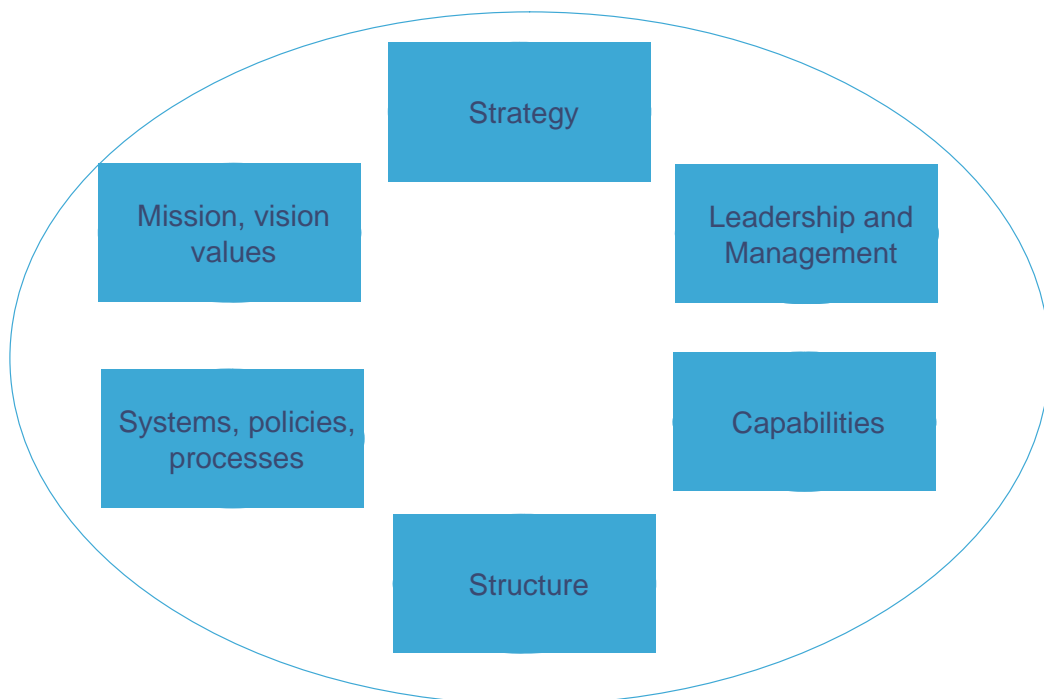 Strategy
Mission, vision
values
Leadership and
Management
Systems, policies,
processes
Capabilities
Structure